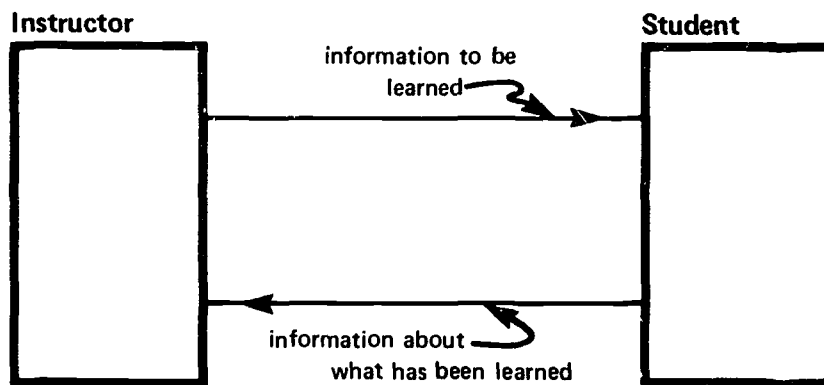 Instructor
Student
information to be
learned
information about
what has been learned